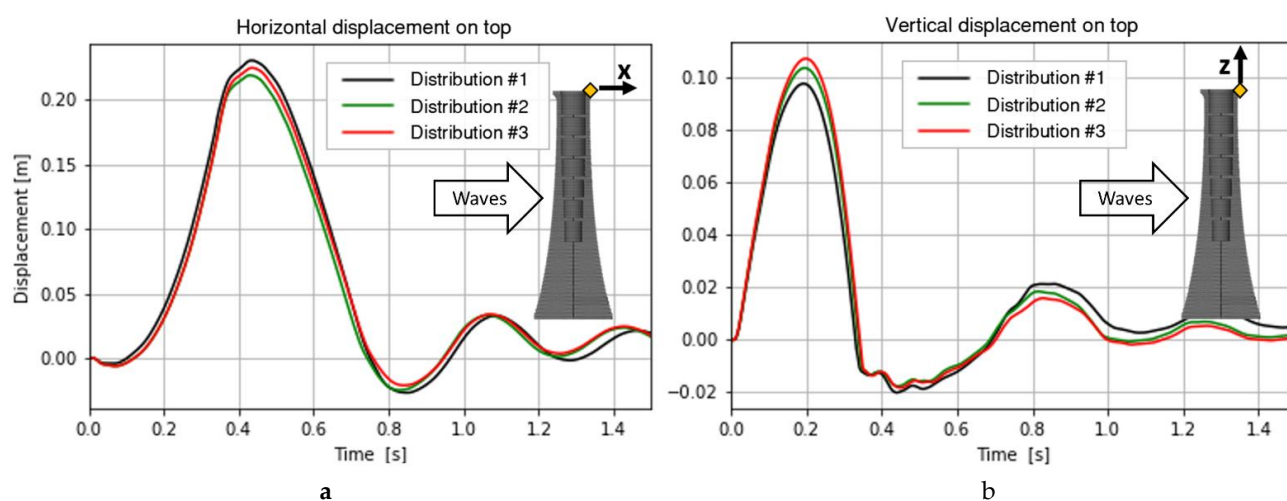 Horizontal displacement on top
Displacement [m]
0.20
0.15
0.10
0.05
0.00
Distribution #1
Distribution #2
Distribution #3
X
Waves
0.0 0.2 0.4 0.6 0.8 1.0 1.2 1.4
Time [s]
a
Vertical displacement on top
0.10
0.08
0.06
0.04
0.02
0.00
−0.02
Distribution #1
Distribution #2
Distribution #3
Z
Waves
0.0 0.2 0.4 0.6 0.8 1.0 1.2 1.4
Time [s]
b